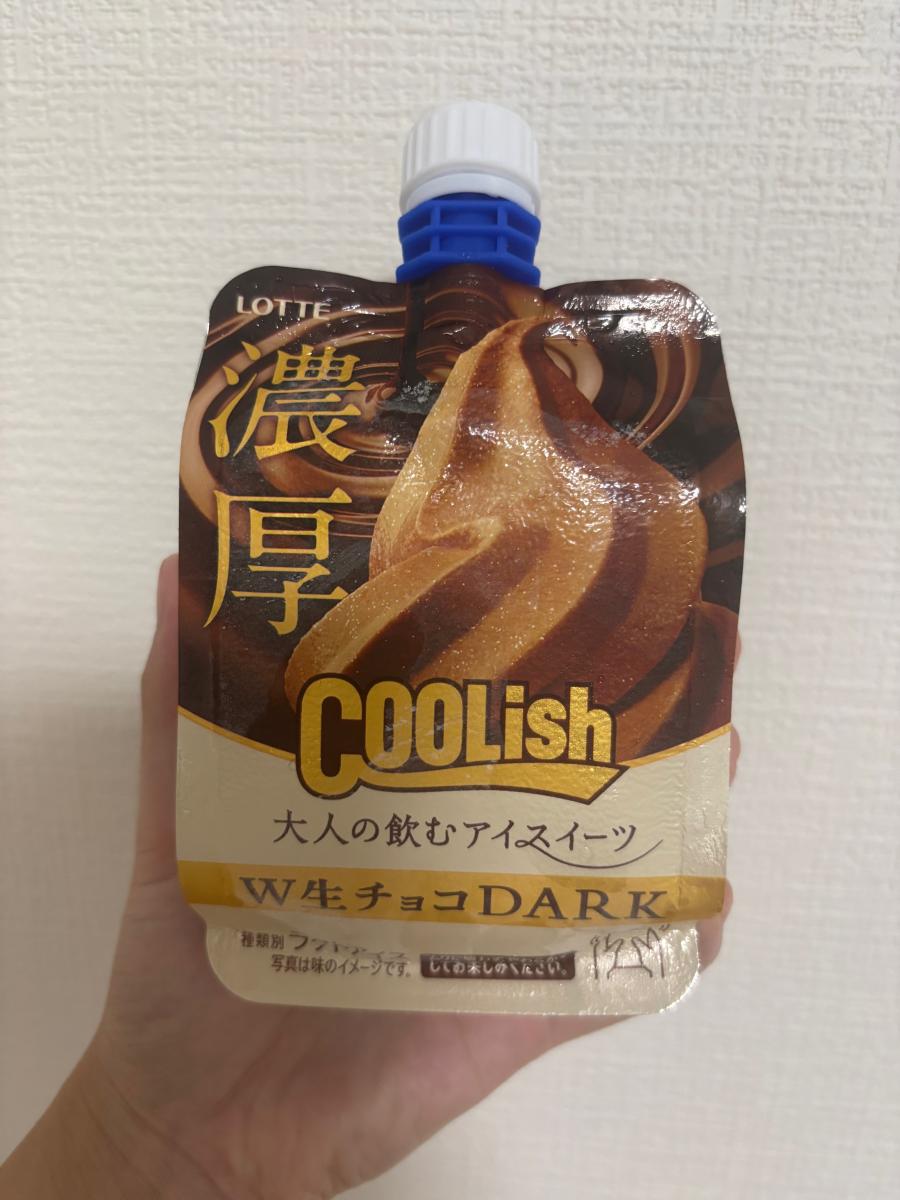 LOTTE
濃厚
COOLish
大人の飲むアイスイーツ
W生チョコDARK
種類別
写真は味のイメージです。